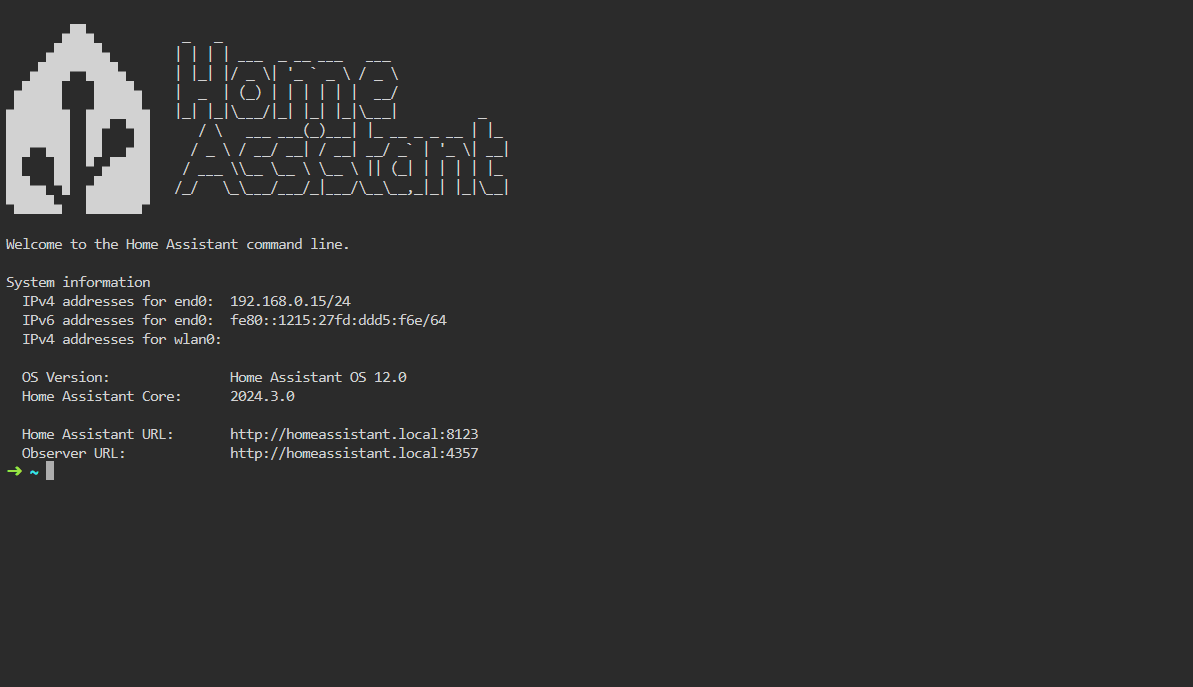 Home
Assistant
Welcome to the Home Assistant command line.
System information
IPv4 addresses for end0: 192.168.0.15/24
IPv6 addresses for end0: fe80::1215:27fd:ddd5:f6e/64
IPv4 addresses for wlan0:
OS Version: Home Assistant OS 12.0
Home Assistant Core: 2024.3.0
Home Assistant URL: http://homeassistant.local:8123
Observer URL: http://homeassistant.local:4357
➜ ~